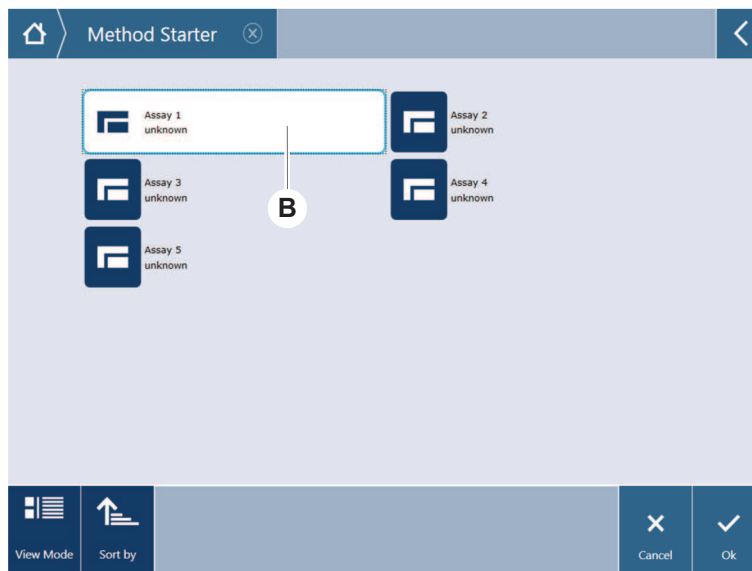 Method Starter
Assay 1
unknown
Assay 2
unknown
Assay 3
unknown
Assay 4
unknown
B
Assay 5
unknown
View Mode
Sort by
Cancel
Ok